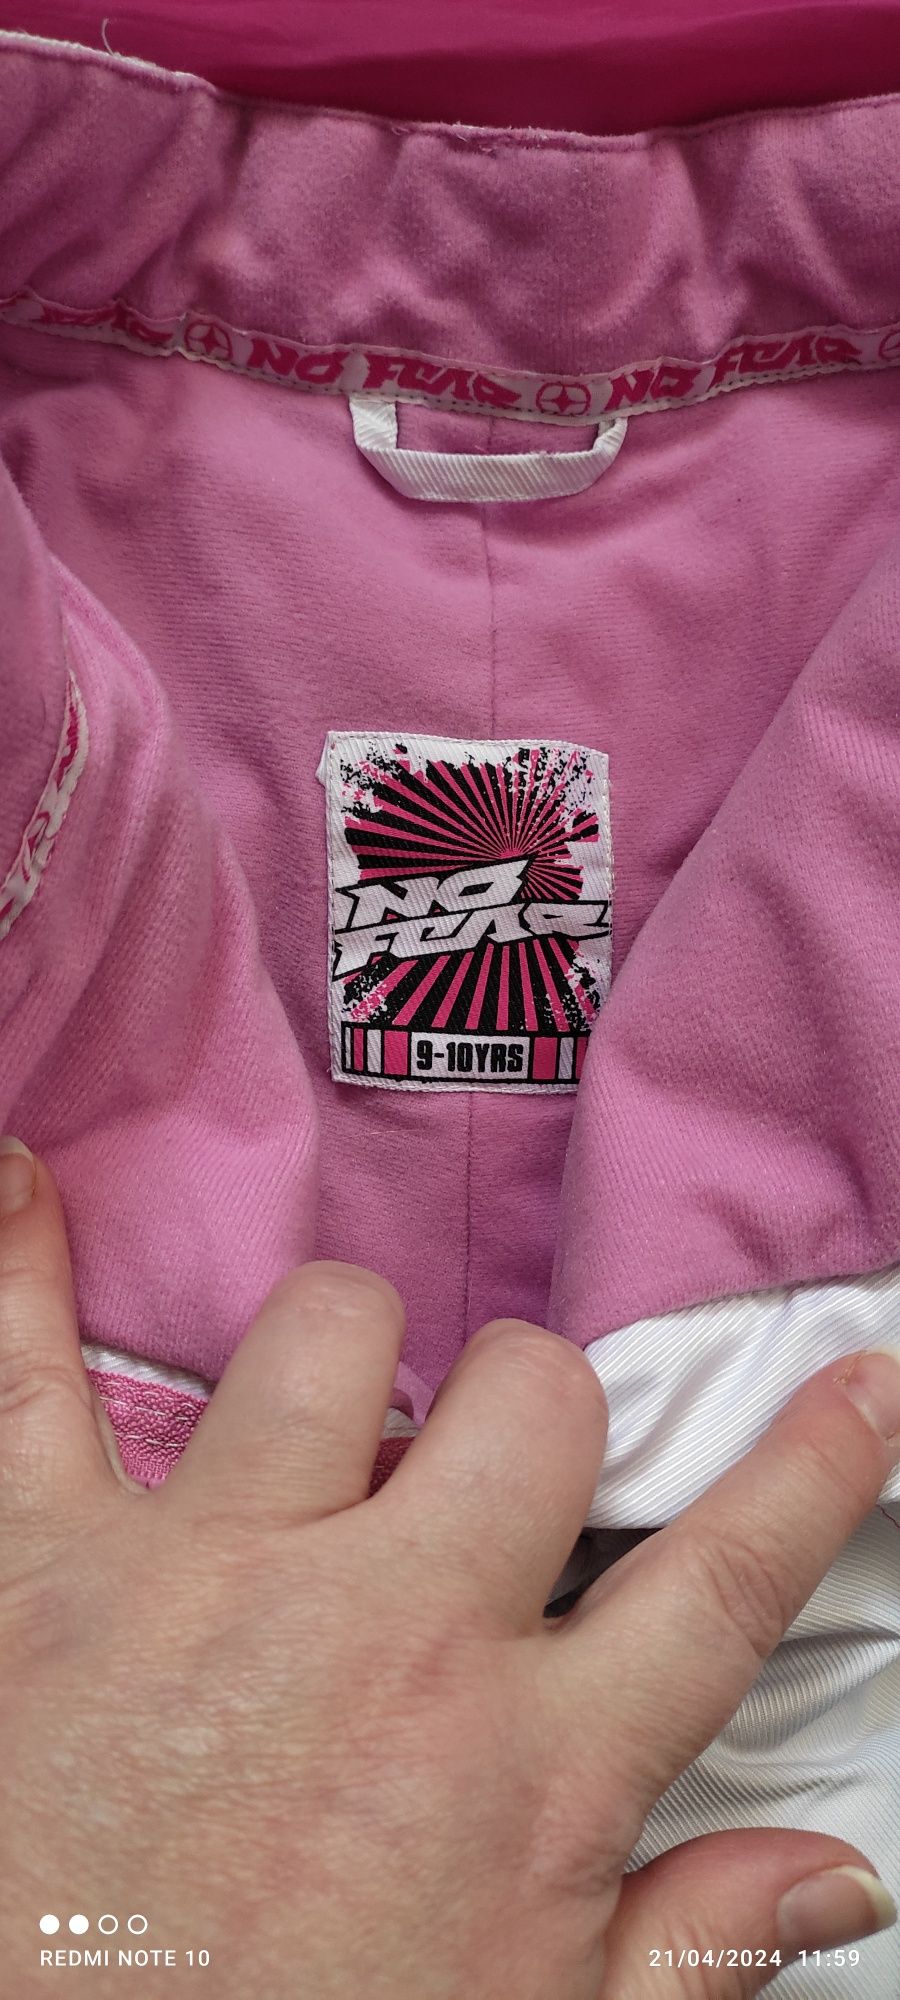 NO FEAR NO FEAR
NO
FEAR
9-10YRS
REDMI NOTE 10
21/04/2024 11:59